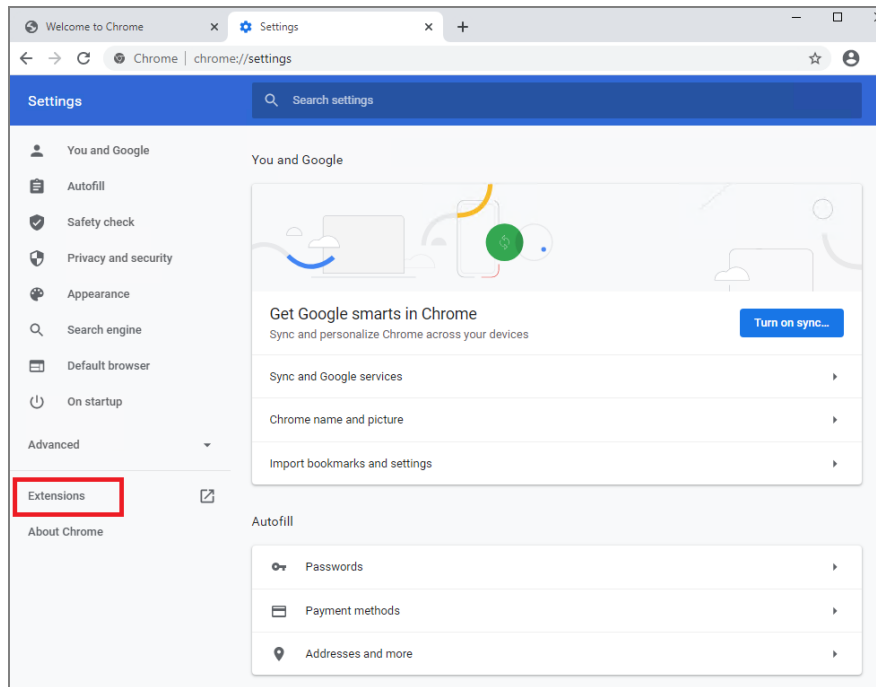 Welcome to Chrome
Settings
Chrome | chrome://settings
Settings
Search settings
You and Google
Autofill
Safety check
Privacy and security
Appearance
Search engine
Default browser
On startup
Advanced
Extensions
About Chrome
You and Google
Get Google smarts in Chrome
Sync and personalize Chrome across your devices
Turn on sync...
Sync and Google services
Chrome name and picture
Import bookmarks and settings
Autofill
Passwords
Payment methods
Addresses and more